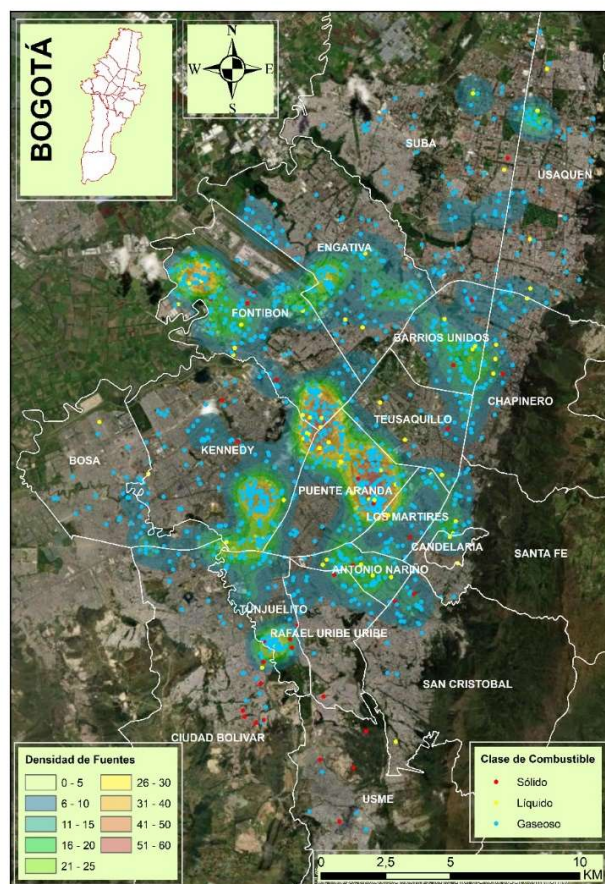 BOGOTÁ
N
W
E
S
SUBA
USAQUEN
ENGATIVA
FONTIBON
BARRIOS UNIDOS
CHAPINERO
TEUSAQUILLO
KENNEDY
BOSA
PUENTE ARANDA
LOS MARTIRES
CANDELARIA
SANTA FE
ANTONIO NARIÑO
TUNJUELITO
RAFAEL URIBE URIBE
SAN CRISTOBAL
CIUDAD BOLIVAR
USME
Densidad de Fuentes
0 - 5
6 - 10
11 - 15
16 - 20
21 - 25
26 - 30
31 - 40
41 - 50
51 - 60
Clase de Combustible
Sólido
Líquido
Gaseoso
0
2,5
5
10
KM